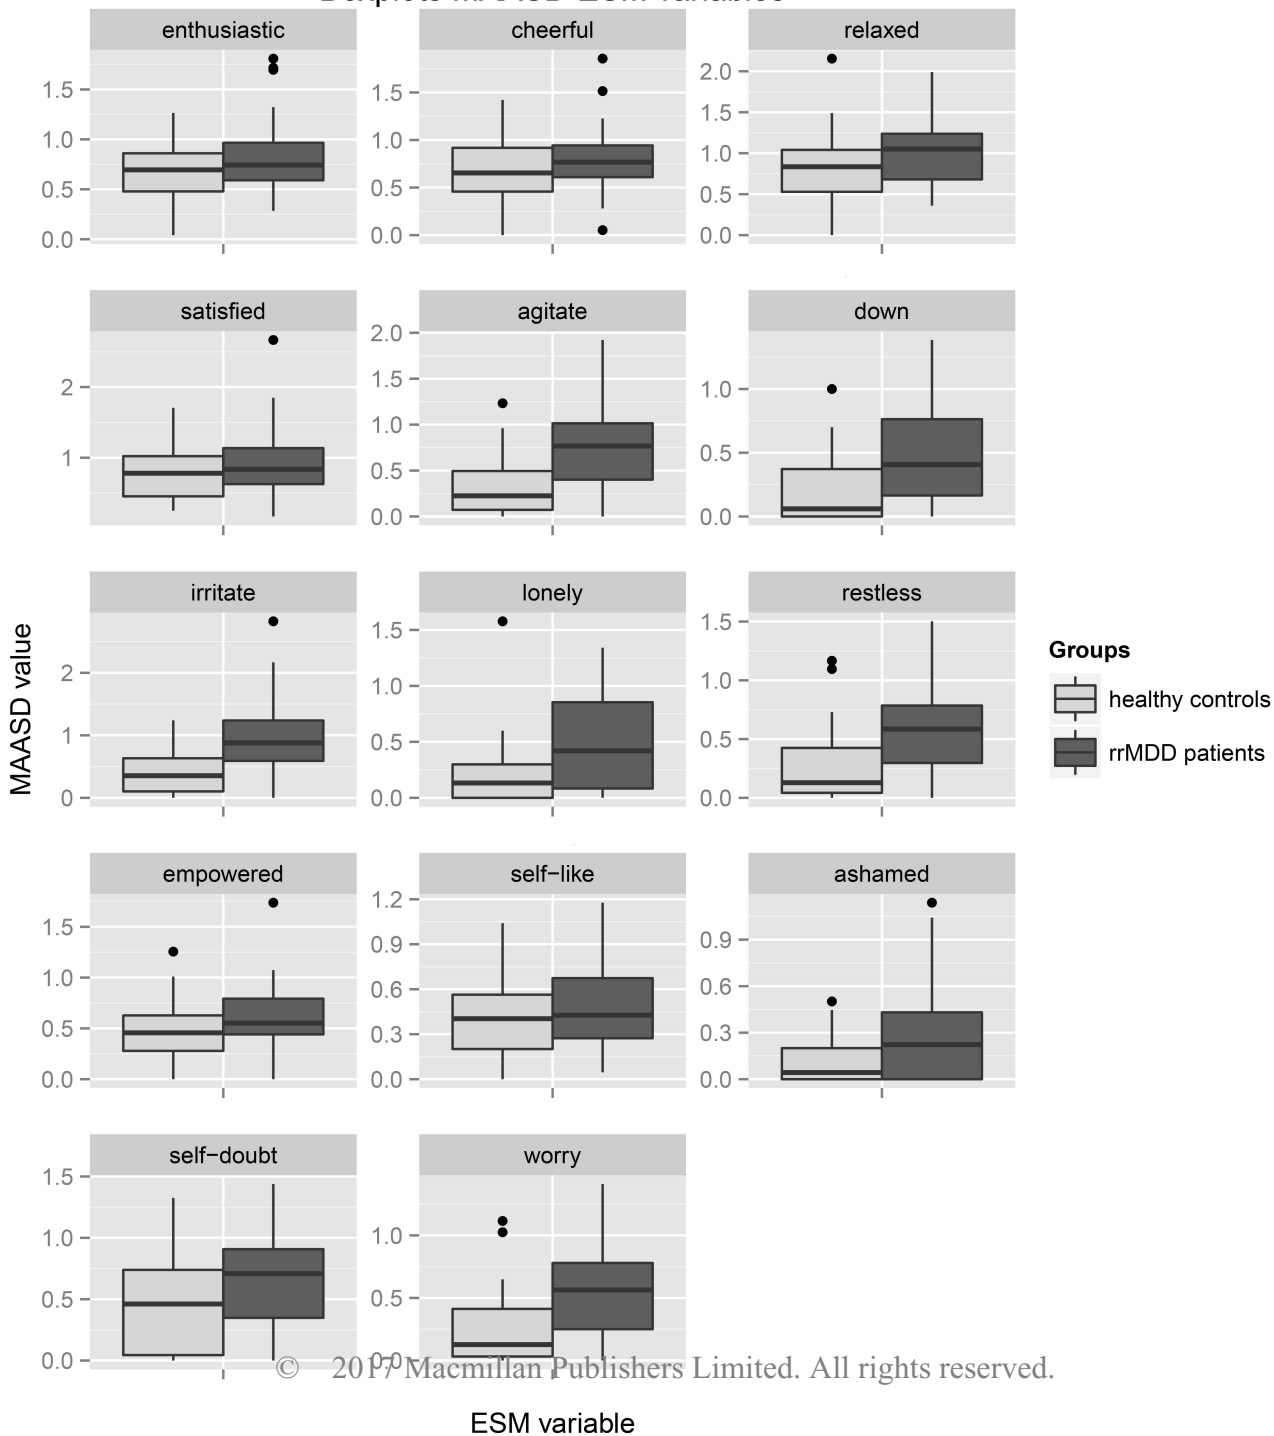 enthusiastic
cheerful
relaxed
1.5
1.0
0.5
0.0
1.5
1.0
0.5
0.0
2.0
1.5
1.0
0.5
0.0
satisfied
agitate
down
2
1
2.0
1.5
1.0
0.5
0.0
1.0
0.5
0.0
irritate
lonely
restless
2
1
0
1.5
1.0
0.5
0.0
1.5
1.0
0.5
0.0
MAASD value
Groups
healthy controls
rrMDD patients
empowered
self−like
ashamed
1.5
1.0
0.5
0.0
1.2
0.9
0.6
0.3
0.0
0.9
0.6
0.3
0.0
self−doubt
worry
1.5
1.0
0.5
0.0
1.0
0.5
0.0
© 2017 Macmillan Publishers Limited. All rights reserved.
ESM variable